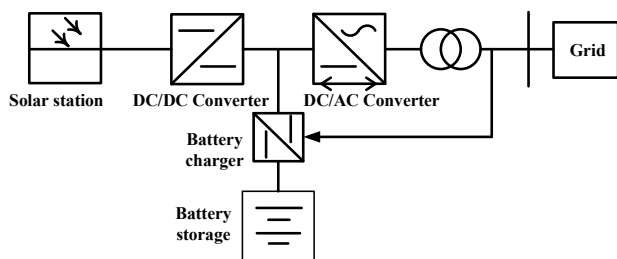 Grid
Solar station
DC/DC Converter
DC/AC Converter
Battery
charger
Battery
storage